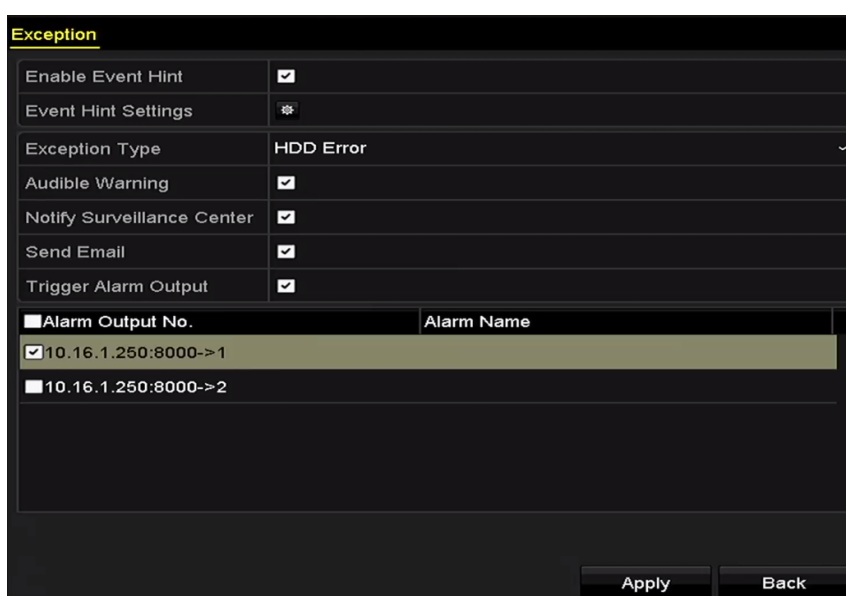 Exception
Enable Event Hint
Event Hint Settings
Exception Type HDD Error
Audible Warning
Notify Surveillance Center
Send Email
Trigger Alarm Output
Alarm Output No. Alarm Name
10.16.1.250:8000->1
10.16.1.250:8000->2
Apply Back